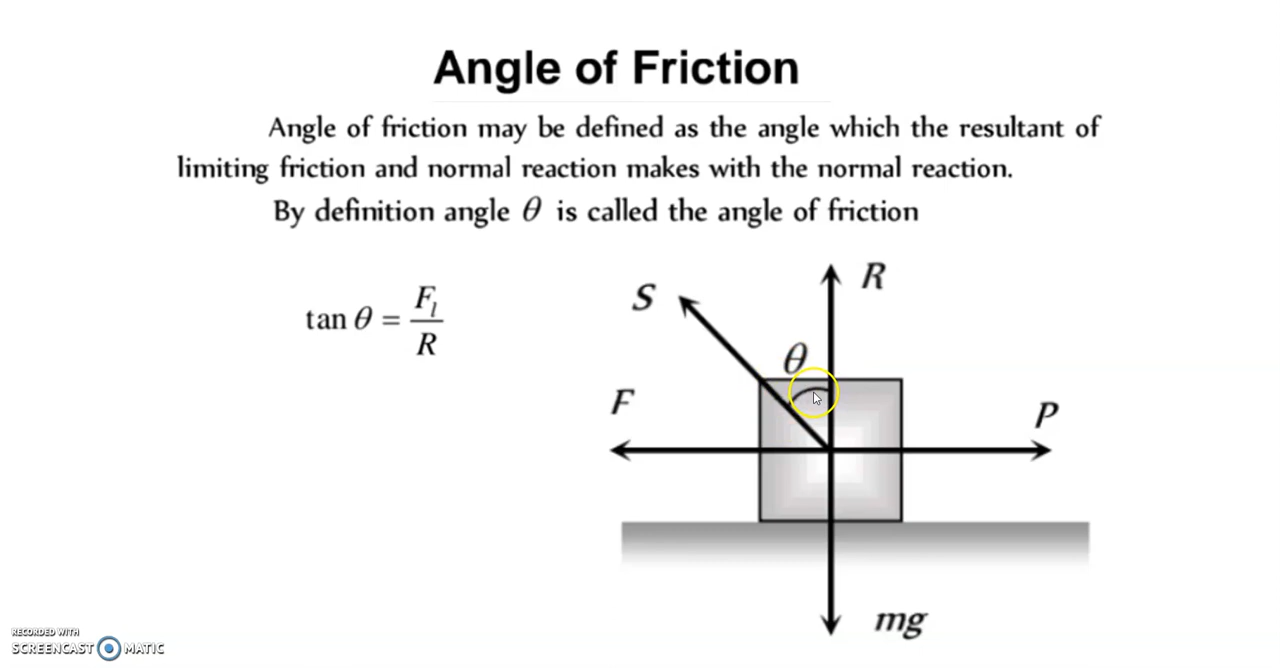 Angle of Friction
Angle of friction may be defined as the angle which the resultant of
limiting friction and normal reaction makes with the normal reaction.
By definition angle θ is called the angle of friction
tan θ = F_l / R
S
R
θ
F
P
mg
RECORDED WITH
SCREENCAST MATIC